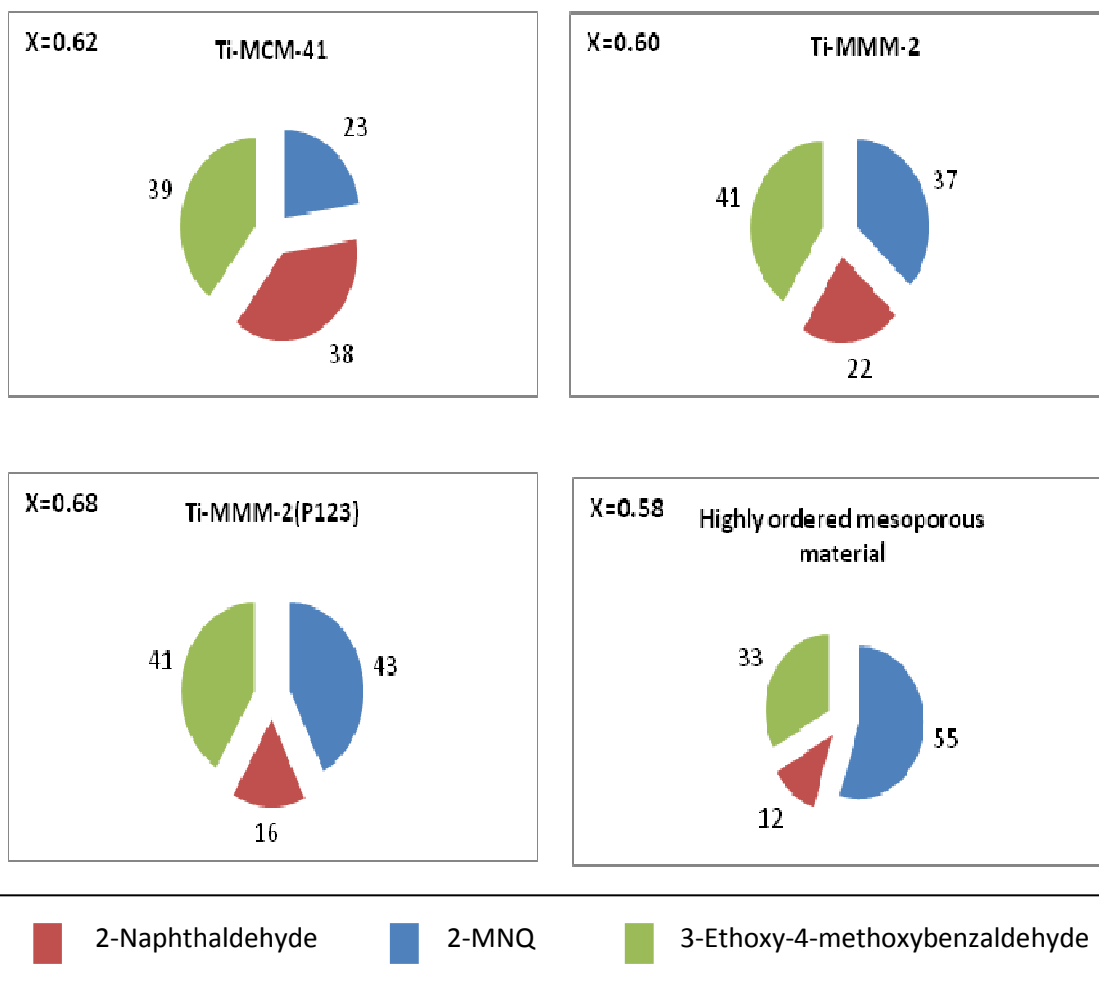 X=0.62
Ti-MCM-41
23
39
38
X=0.60
Ti-MMM-2
37
41
22
X=0.68
Ti-MMM-2(P123)
41
43
16
X=0.58
Highly ordered mesoporous
material
33
55
12
2-Naphthaldehyde
2-MNQ
3-Ethoxy-4-methoxybenzaldehyde